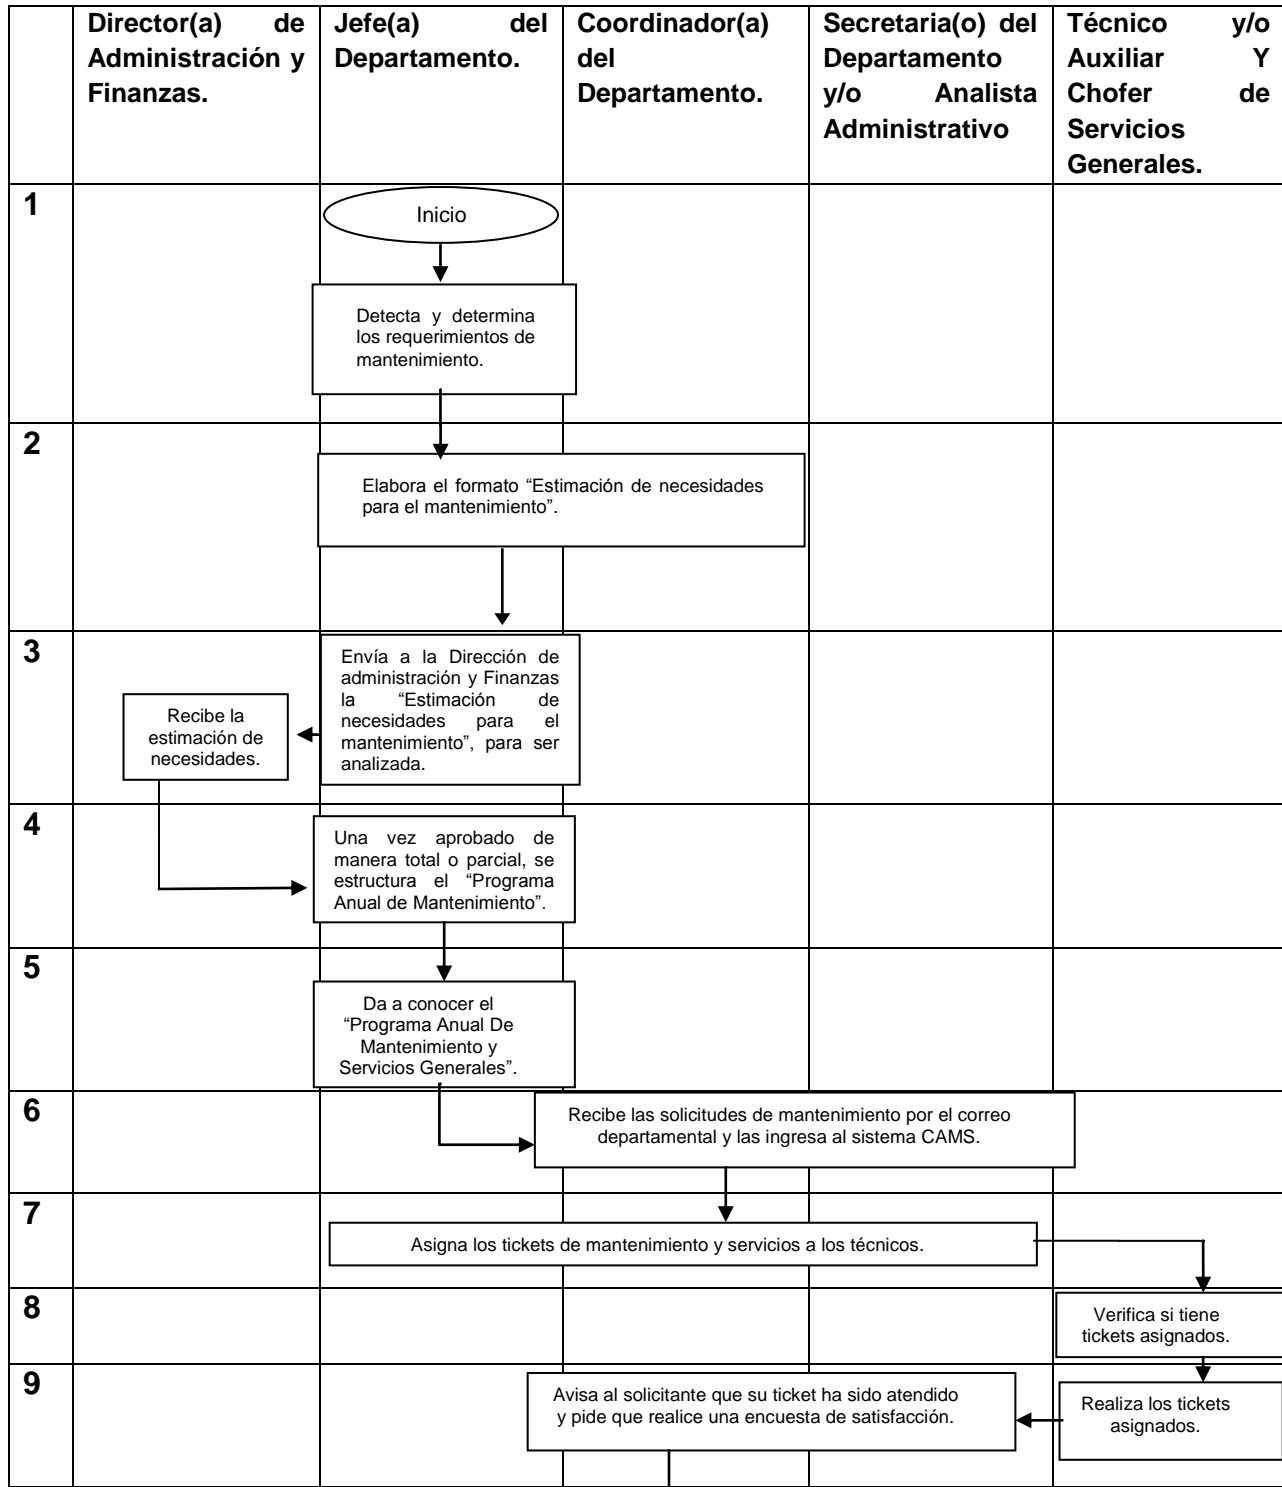 Director(a) de
Administración y
Finanzas.
Jefe(a) del
Departamento.
Coordinador(a)
del
Departamento.
Secretaria(o) del
Departamento
y/o Analista
Administrativo
Técnico y/o
Auxiliar Y
Chofer de
Servicios
Generales.
1
Inicio
Detecta y determina
los requerimientos de
mantenimiento.
2
Elabora el formato “Estimación de necesidades
para el mantenimiento”.
3
Envía a la Dirección de
administración y Finanzas
la “Estimación de
necesidades para el
mantenimiento”, para ser
analizada.
Recibe la
estimación de
necesidades.
4
Una vez aprobado de
manera total o parcial, se
estructura el “Programa
Anual de Mantenimiento”.
5
Da a conocer el
“Programa Anual De
Mantenimiento y
Servicios Generales”.
6
Recibe las solicitudes de mantenimiento por el correo
departamental y las ingresa al sistema CAMS.
7
Asigna los tickets de mantenimiento y servicios a los técnicos.
8
Verifica si tiene
tickets asignados.
9
Realiza los tickets
asignados.
Avisa al solicitante que su ticket ha sido atendido
y pide que realice una encuesta de satisfacción.